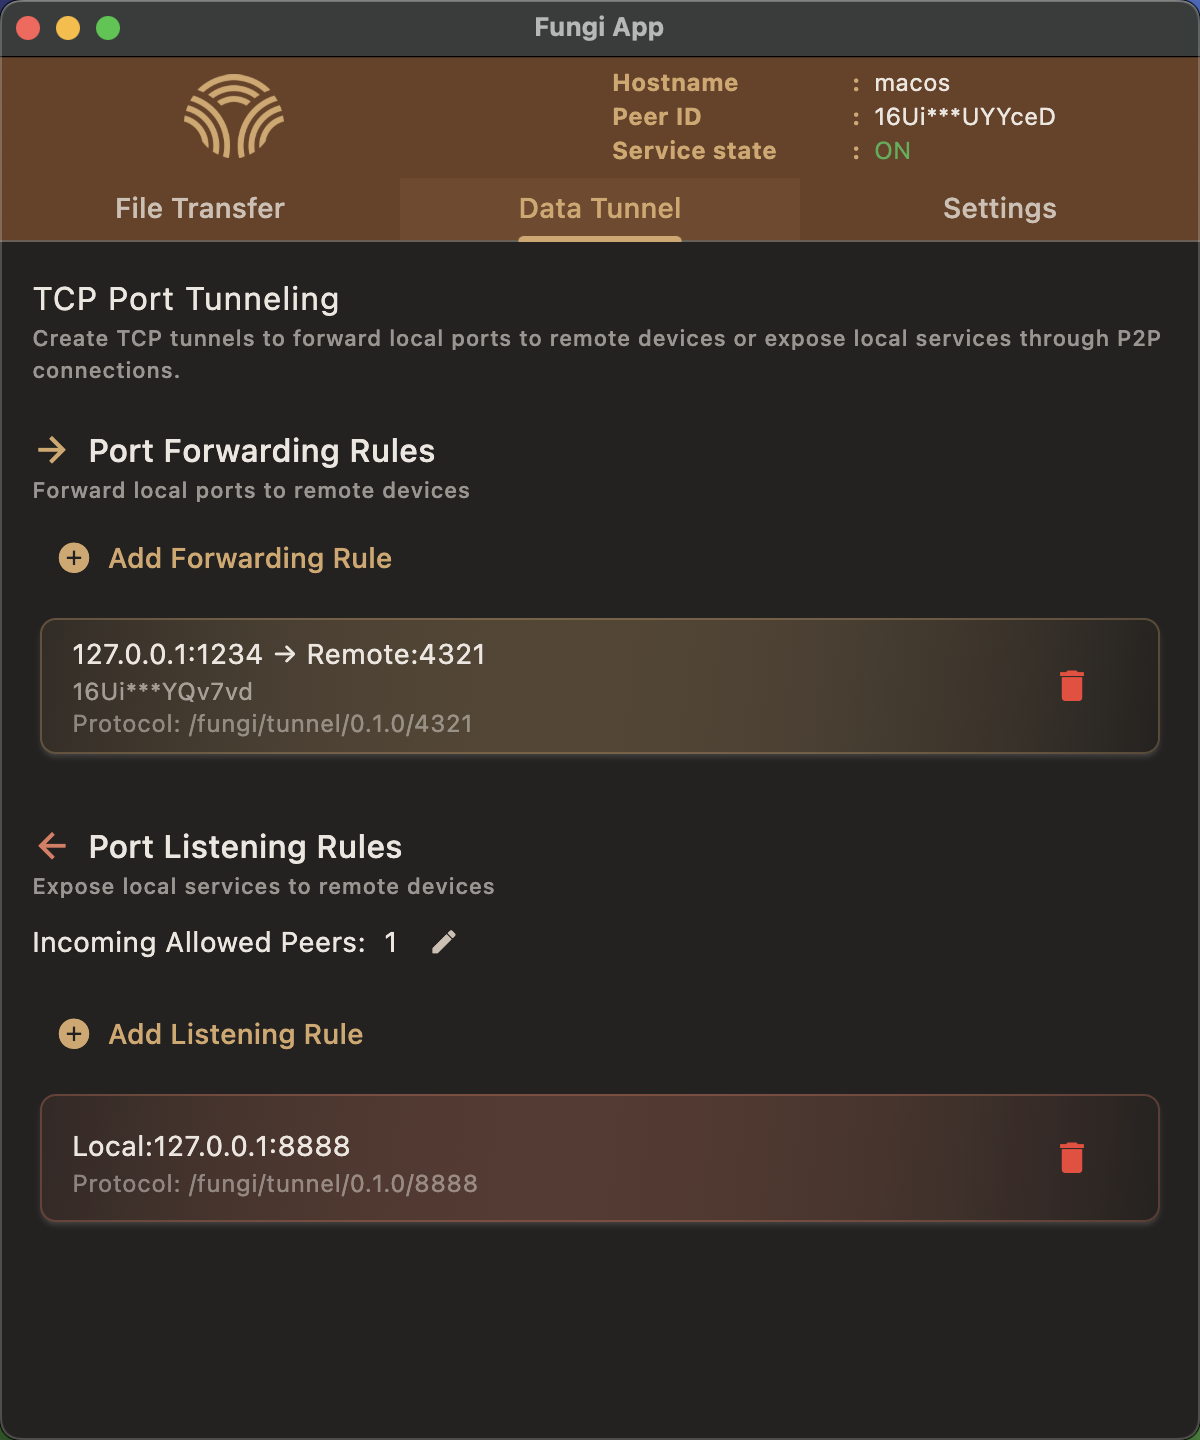 Fungi App
Hostname : macos
Peer ID : 16Ui***UYYceD
Service state : ON
File Transfer
Data Tunnel
Settings
TCP Port Tunneling
Create TCP tunnels to forward local ports to remote devices or expose local services through P2P
connections.
→ Port Forwarding Rules
Forward local ports to remote devices
Add Forwarding Rule
127.0.0.1:1234 → Remote:4321
16Ui***YQv7vd
Protocol: /fungi/tunnel/0.1.0/4321
← Port Listening Rules
Expose local services to remote devices
Incoming Allowed Peers: 1
Add Listening Rule
Local:127.0.0.1:8888
Protocol: /fungi/tunnel/0.1.0/8888